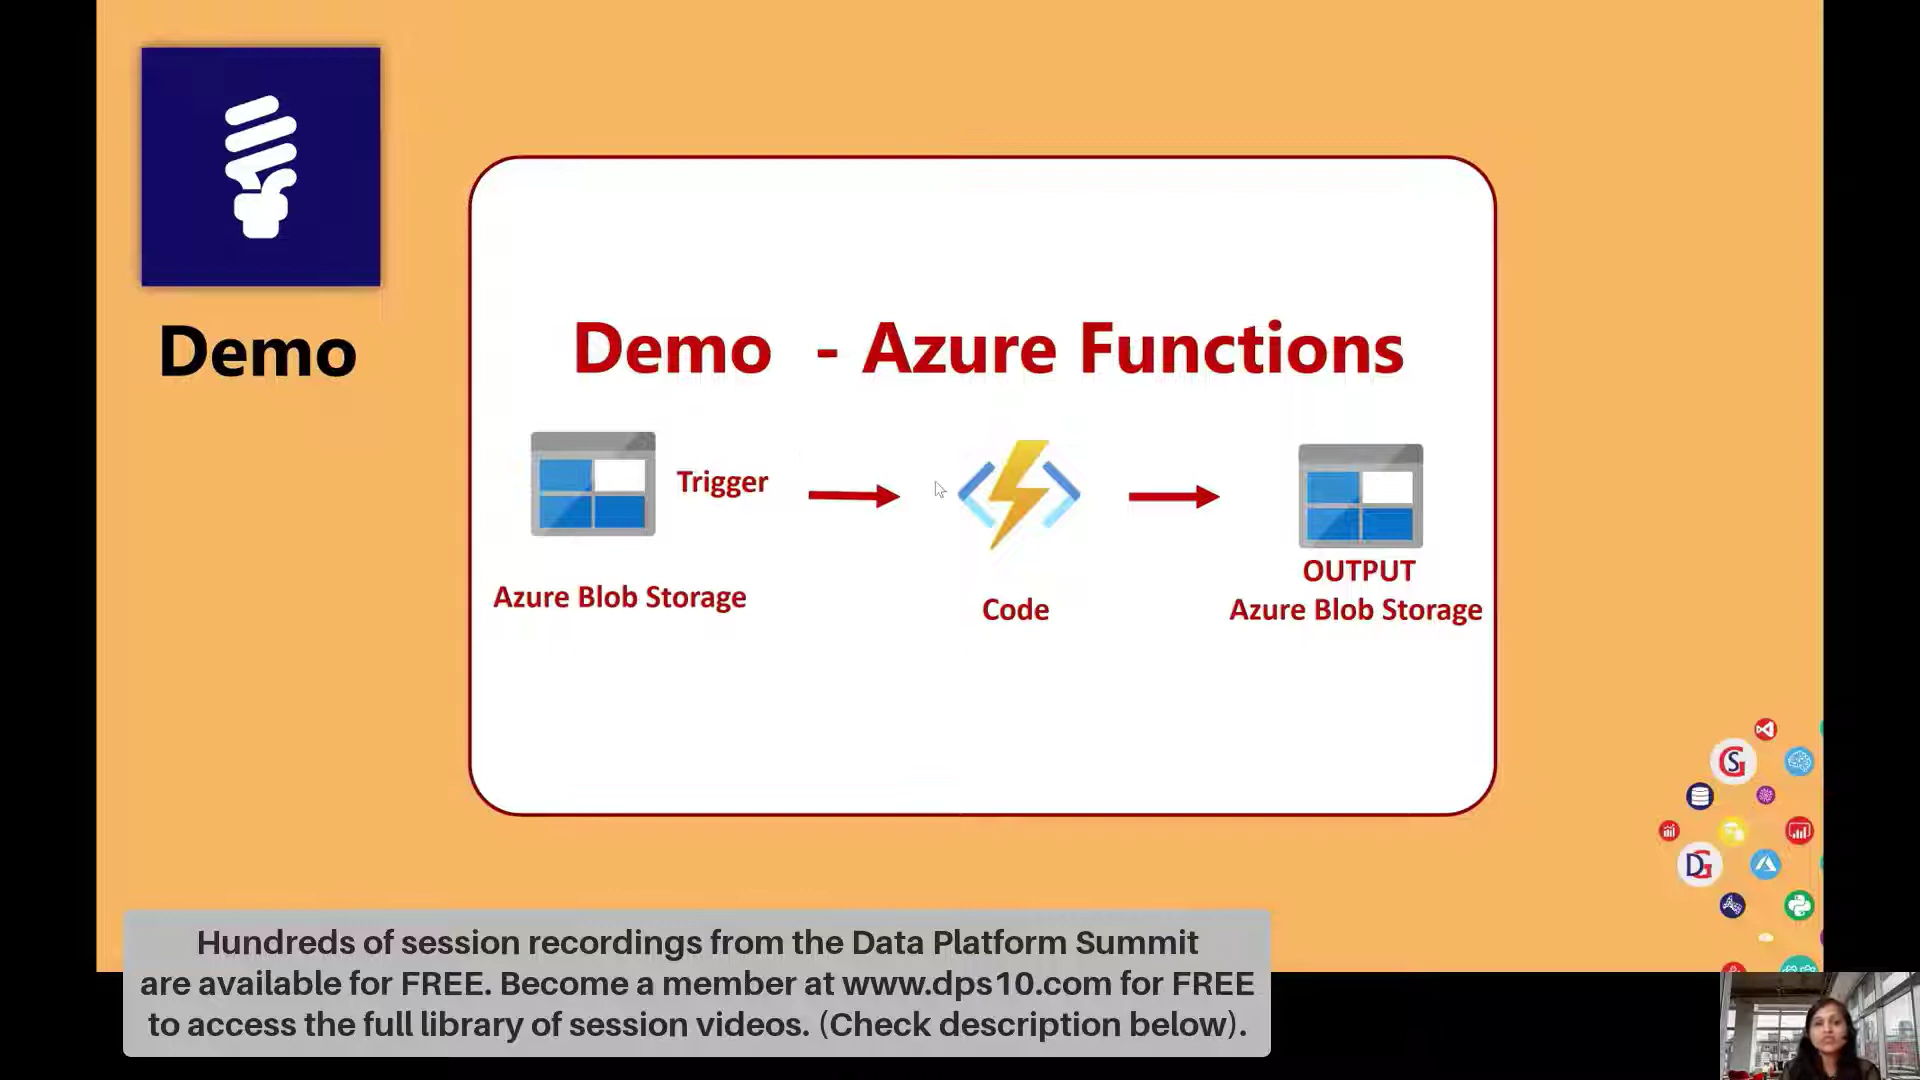 Demo
Demo - Azure Functions
Trigger
Azure Blob Storage
Code
OUTPUT
Azure Blob Storage
GS
DG
Hundreds of session recordings from the Data Platform Summit
are available for FREE. Become a member at www.dps10.com for FREE
to access the full library of session videos. (Check description below).